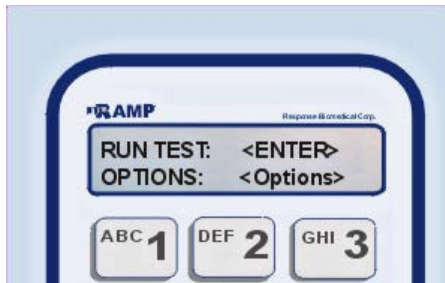 RAMP
Response Biomedical Corp.
RUN TEST: <ENTER>
OPTIONS: <Options>
ABC 1 DEF 2 GHI 3